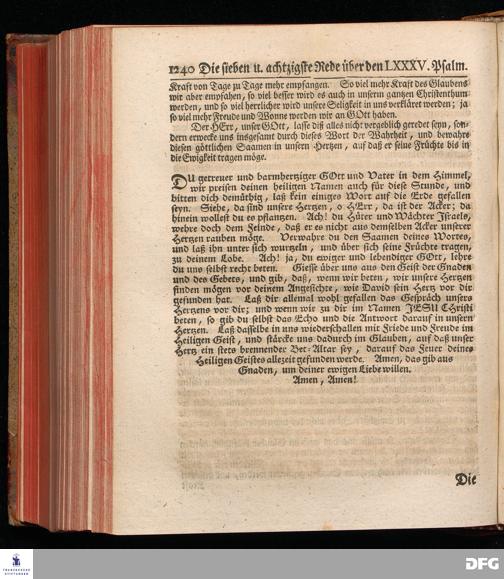 1240 Die sieben u. achtzigste Rede über den LXXXV. Psalm.
Kraft von Tage zu Tage mehr empfangen. So viel mehr Kraft des Glaubens
wir aber empfahen, so viel besser wird es auch in unserm gantzen Christenthum
werden, und so viel herrlicher wird unsere Seligkeit in uns verkläret werden; ja
so viel mehr Freude und Wonne werden wir an GOtt haben.
Der HErr, unser GOtt, lasse diß alles nicht vergeblich geredet seyn, son-
dern erwecke uns insgesamt durch dieses Wort der Wahrheit, und bewahre
diesen göttlichen Saamen in unsern Hertzen, auf daß er seine Früchte bis in
die Ewigkeit tragen möge.
DU getreuer und barmhertziger GOtt und Vater in dem Himmel,
wir preisen deinen heiligen Namen auch für diese Stunde, und
bitten dich demüthig, laß kein einiges Wort auf die Erde gefallen
seyn. Siehe, da sind unsere Hertzen, o HErr, da ist der Acker; da
hinein wollest du es pflantzen. Ach! du Hüter und Wächter Israels,
wehre doch dem Feinde, daß er es nicht aus demselben Acker unserer
Hertzen rauben möge. Verwahre du den Saamen deines Wortes,
und laß ihn unter sich wurzeln, und über sich seine Früchte tragen,
zu deinem Lobe. Ach! ja, du ewiger und lebendiger GOtt, lehre
du uns selbst recht beten. Giesse über uns aus den Geist der Gnaden
und des Gebets, und gib, daß, wenn wir beten, wir unsere Hertzen
finden mögen vor deinem Angesichte, wie David sein Hertz vor dir
gefunden hat. Laß dir allemal wohl gefallen das Gespräch unsers
Hertzens vor dir; und wenn wir zu dir im Namen JESU Christi
beten, so gib du selbst das Echo und die Antwort darauf in unsern
Hertzen. Laß dasselbe in uns wiederschallen mit Friede und Freude im
Heiligen Geist, und stärcke uns dadurch im Glauben, auf daß unser
Hertz ein stets brennender Bet-Altar sey, darauf das Feuer deines
Heiligen Geistes allezeit gefunden werde. Amen, das gib aus
Gnaden, um deiner ewigen Liebe willen.
Amen, Amen!
Die
FRANCKESCHE
STIFTUNGEN
DFG